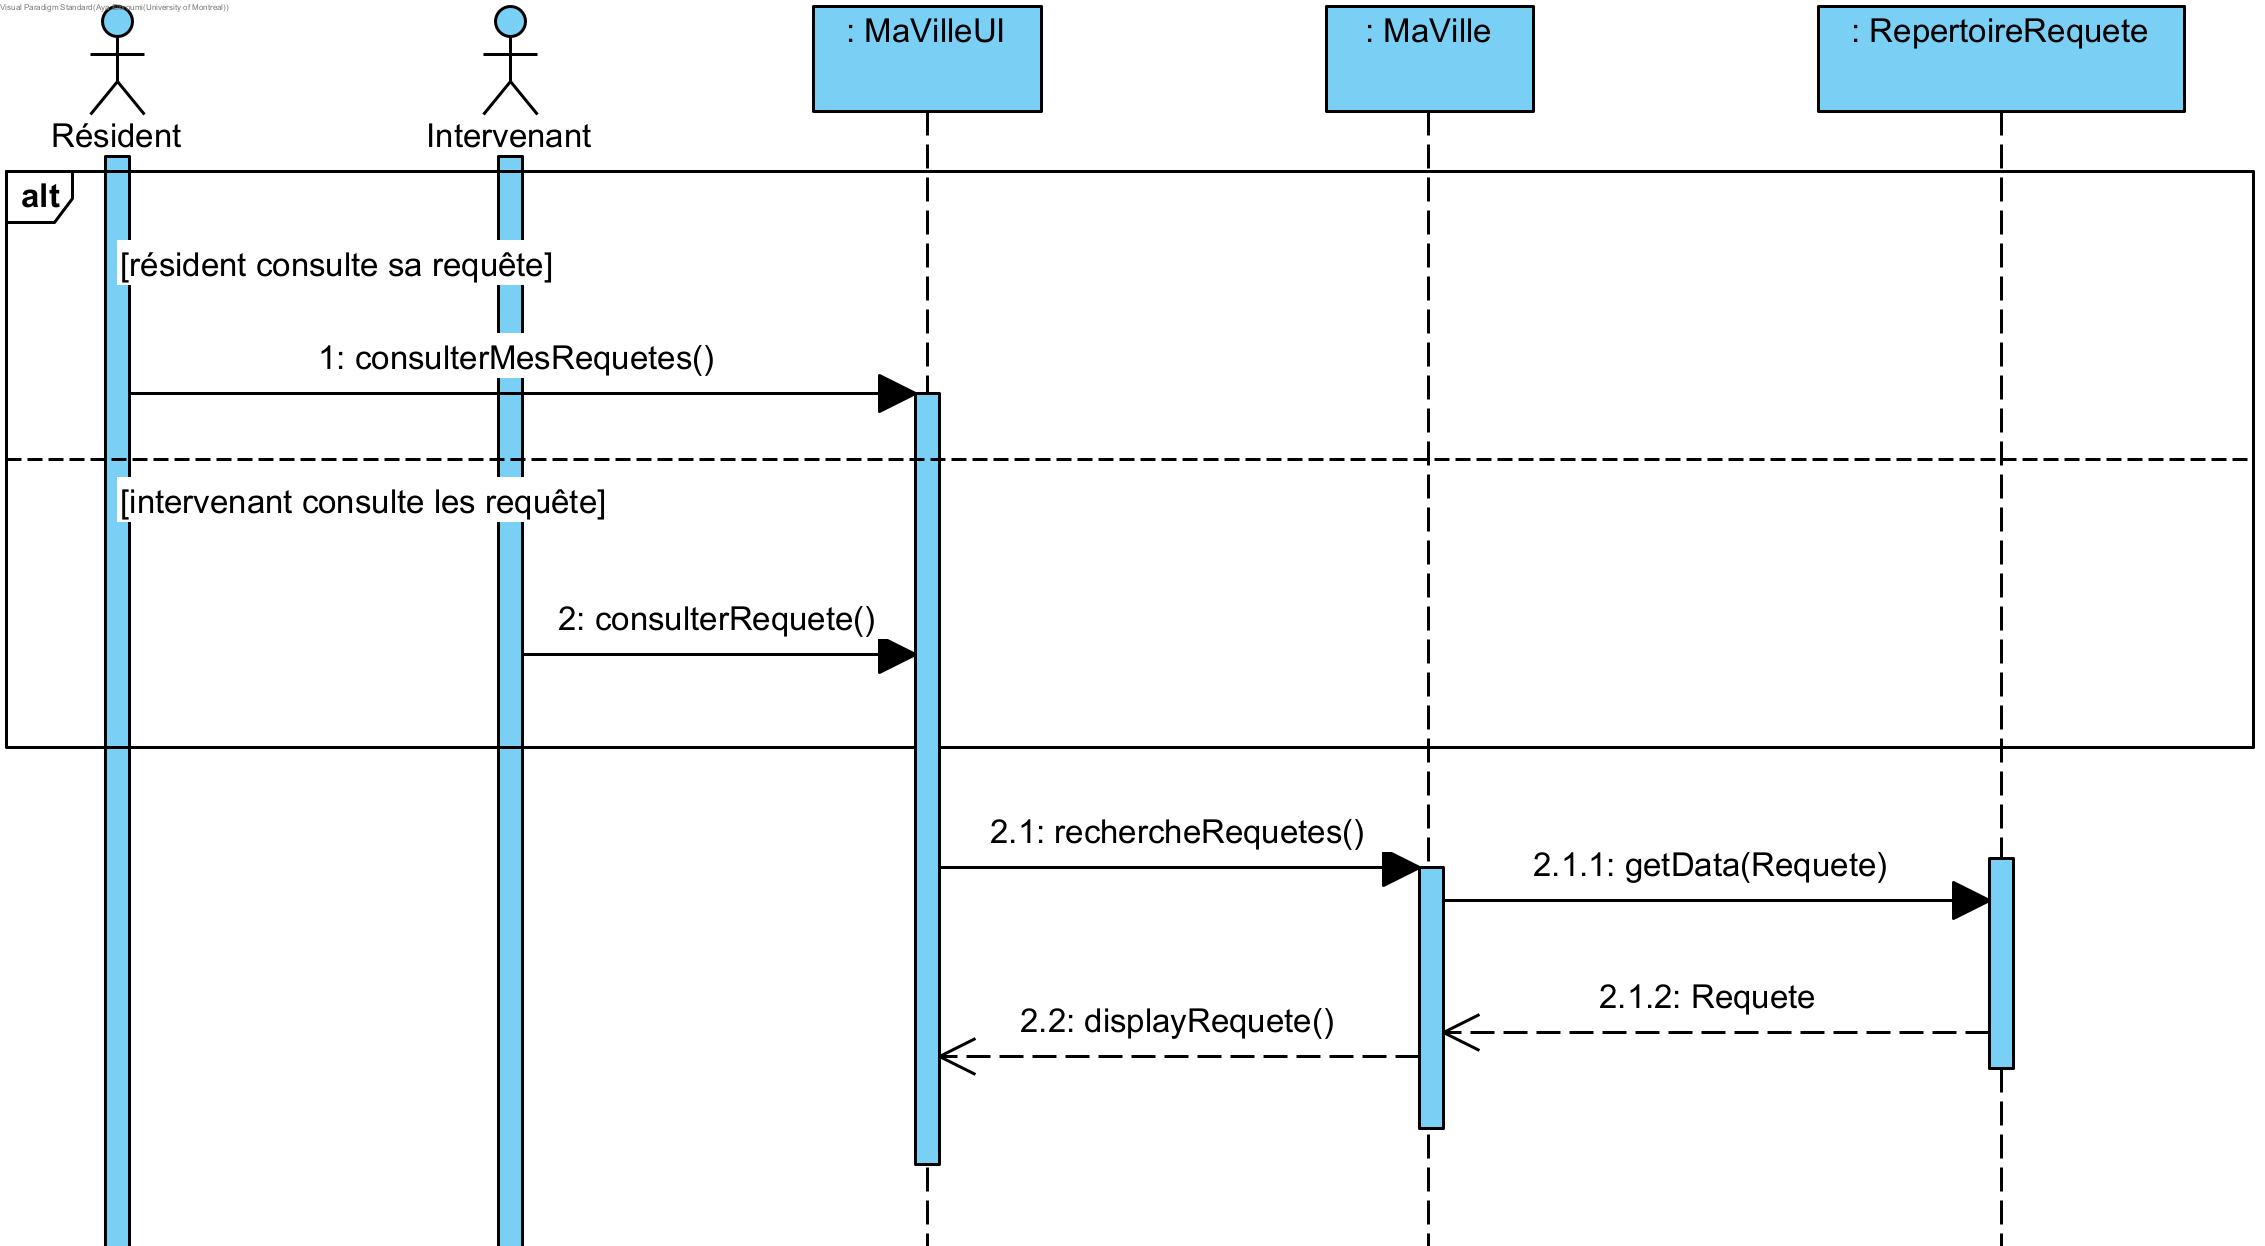 Visual Paradigm Standard(Aya (University of Montreal))
: MaVilleUI
: MaVille
: RepertoireRequete
Résident
Intervenant
alt
[résident consulte sa requête]
1: consulterMesRequetes()
[intervenant consulte les requête]
2: consulterRequete()
2.1: rechercheRequetes()
2.1.1: getData(Requete)
2.1.2: Requete
2.2: displayRequete()